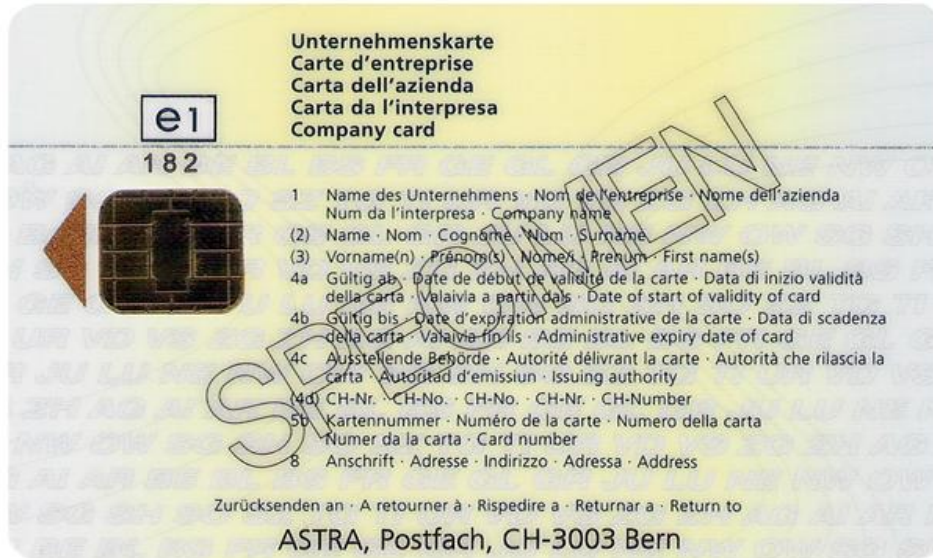 Unternehmenskarte
Carte d'entreprise
Carta dell'azienda
Carta da l'interpresa
Company card
e1
182
1 Name des Unternehmens · Nom de l'entreprise · Nome dell'azienda
Num da l'interpresa · Company name
(2) Name · Nom · Cognome · Num · Surname
(3) Vorname(n) · Prénom(s) · Nome/i · Prenum · First name(s)
4a Gültig ab · Date de début de validité de la carte · Data di inizio validità
della carta · Valaivla a partir dals · Date of start of validity of card
4b Gültig bis · Date d'expiration administrative de la carte · Data di scadenza
della carta · Valaivla fin lis · Administrative expiry date of card
4c Ausstellende Behörde · Autorité délivrant la carte · Autorità che rilascia la
carta · Autoritad d'emissiun · Issuing authority
(4d) CH-Nr. · CH-No. · CH-No. · CH-Nr. · CH-Number
5b Kartennummer · Numéro de la carte · Numero della carta
Numer da la carta · Card number
8 Anschrift · Adresse · Indirizzo · Adressa · Address
SPECIMEN
Zurücksenden an · A retourner à · Rispedire a · Returnar a · Return to
ASTRA, Postfach, CH-3003 Bern